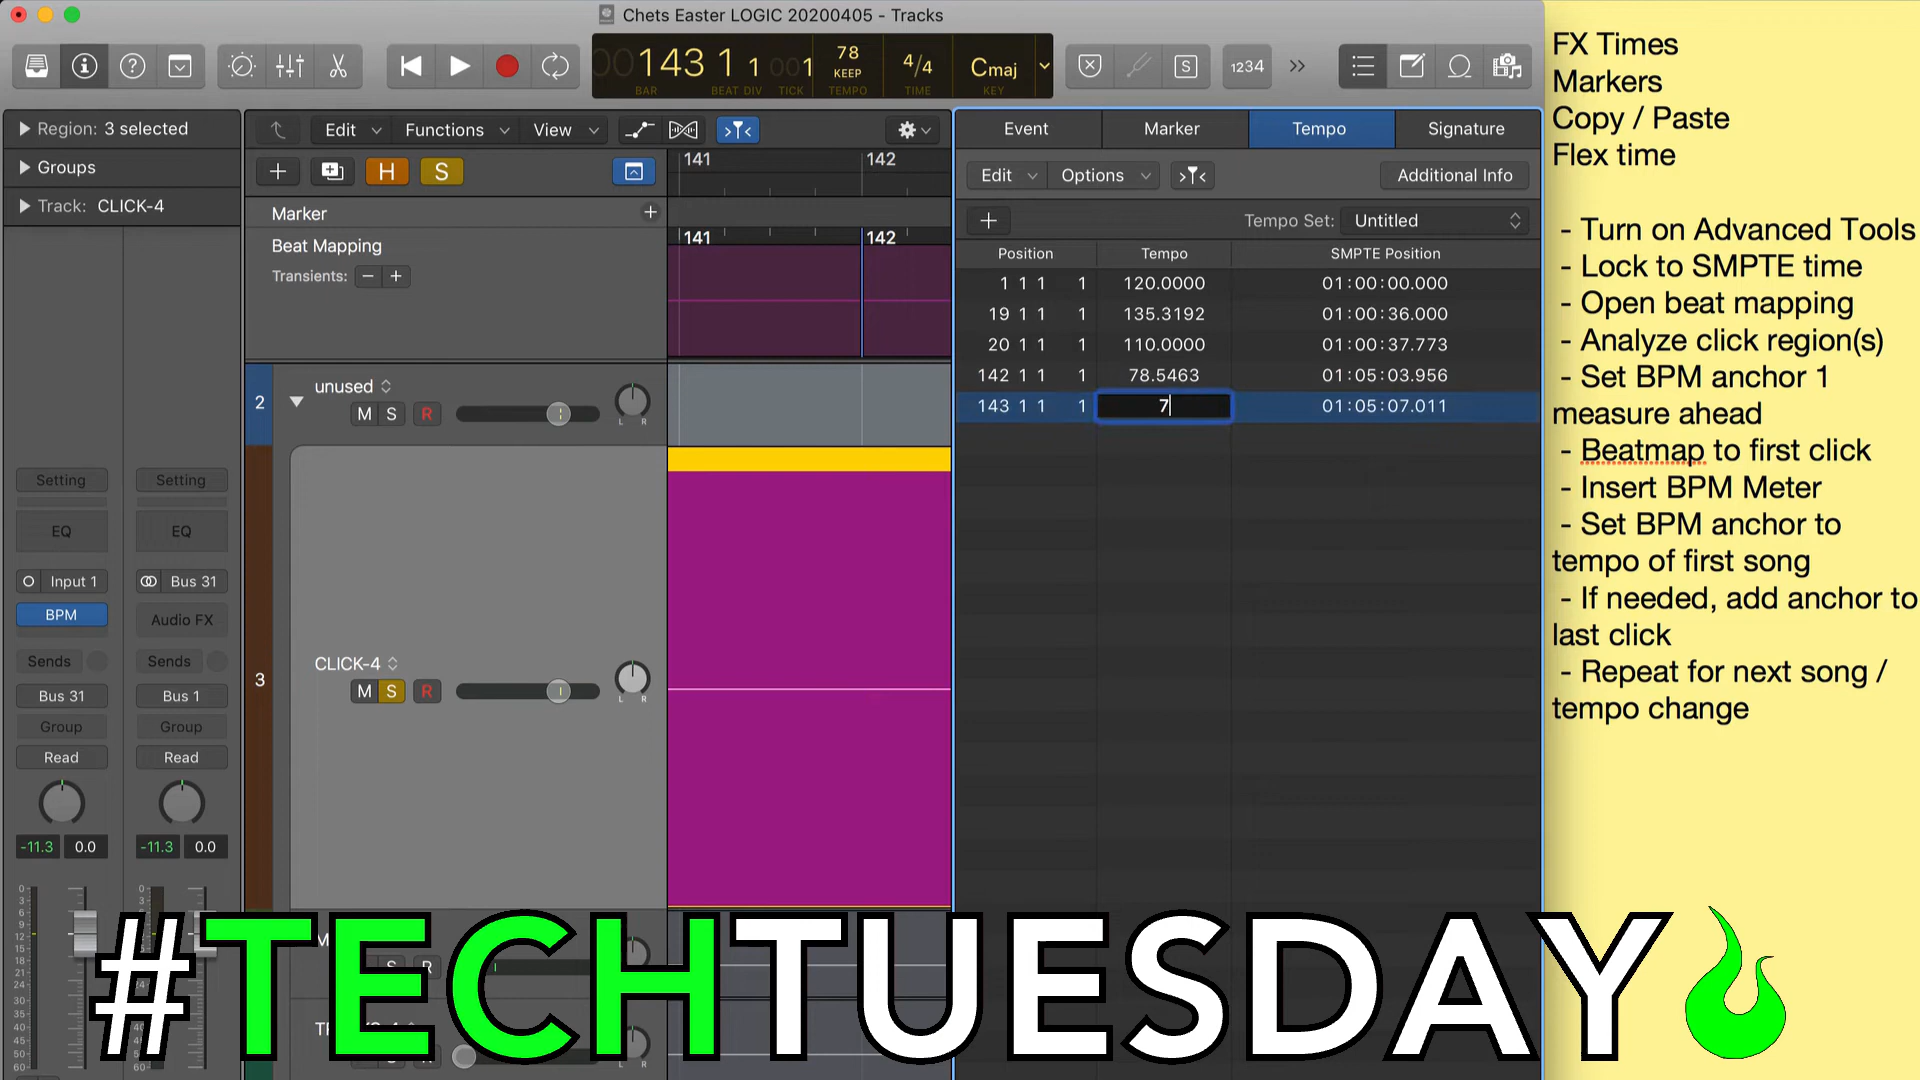 Chets Easter LOGIC 20200405 - Tracks
143 1 1 001
BAR BEAT DIV TICK
78
KEEP
TEMPO
4/4
TIME
Cmaj
KEY
S
1234
Region: 3 selected
Groups
Track: CLICK-4
Edit Functions View
H S
Marker
Beat Mapping
Transients:
141 142
141 142
2
unused
M S R
L R
3
CLICK-4
M S R
L R
Setting Setting
EQ EQ
Input 1 Bus 31
BPM Audio FX
Sends Sends
Bus 31 Bus 1
Group Group
Read Read
-11.3 0.0 -11.3 0.0
Event Marker Tempo Signature
Edit Options Additional Info
Tempo Set: Untitled
Position Tempo SMPTE Position
1 1 1 1 120.0000 01:00:00.000
19 1 1 1 135.3192 01:00:36.000
20 1 1 1 110.0000 01:00:37.773
142 1 1 1 78.5463 01:05:03.956
143 1 1 1 7 01:05:07.011
FX Times
Markers
Copy / Paste
Flex time
- Turn on Advanced Tools
- Lock to SMPTE time
- Open beat mapping
- Analyze click region(s)
- Set BPM anchor 1
measure ahead
- Beatmap to first click
- Insert BPM Meter
- Set BPM anchor to
tempo of first song
- If needed, add anchor to
last click
- Repeat for next song /
tempo change
#TECHTUESDAY